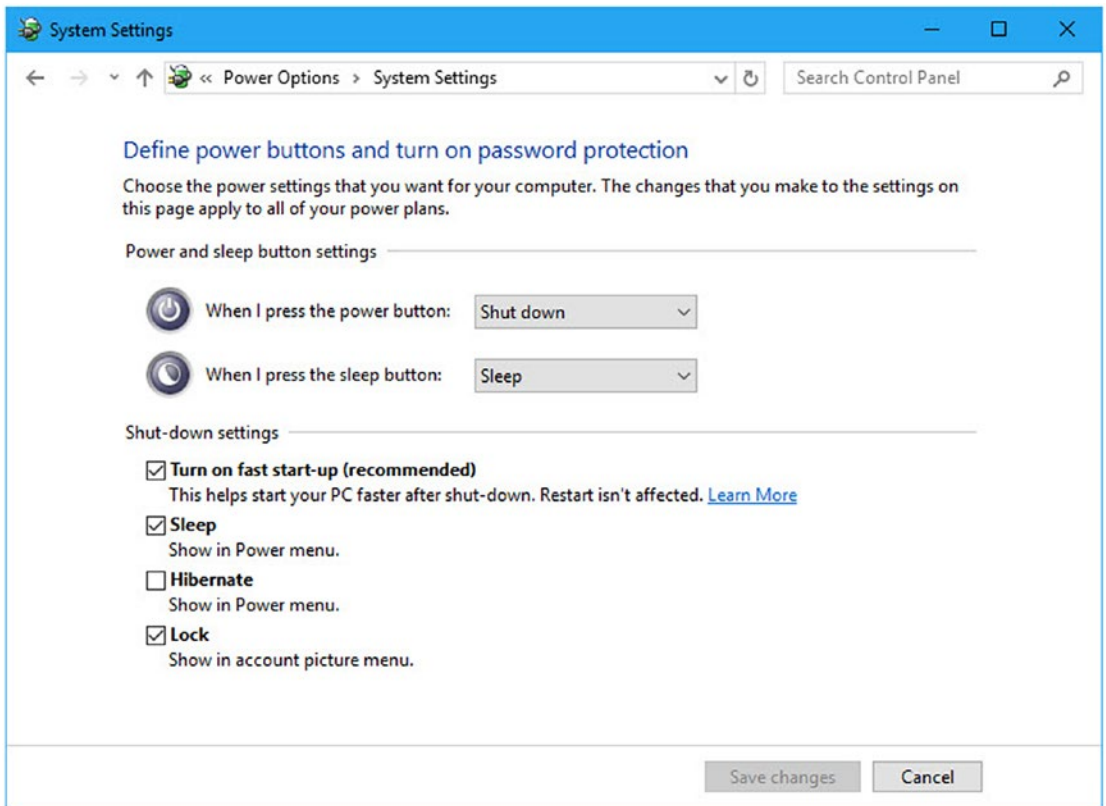 System Settings
« Power Options > System Settings
Search Control Panel
Define power buttons and turn on password protection
Choose the power settings that you want for your computer. The changes that you make to the settings on
this page apply to all of your power plans.
Power and sleep button settings
When I press the power button: Shut down
When I press the sleep button: Sleep
Shut-down settings
Turn on fast start-up (recommended)
This helps start your PC faster after shut-down. Restart isn't affected. Learn More
Sleep
Show in Power menu.
Hibernate
Show in Power menu.
Lock
Show in account picture menu.
Save changes
Cancel